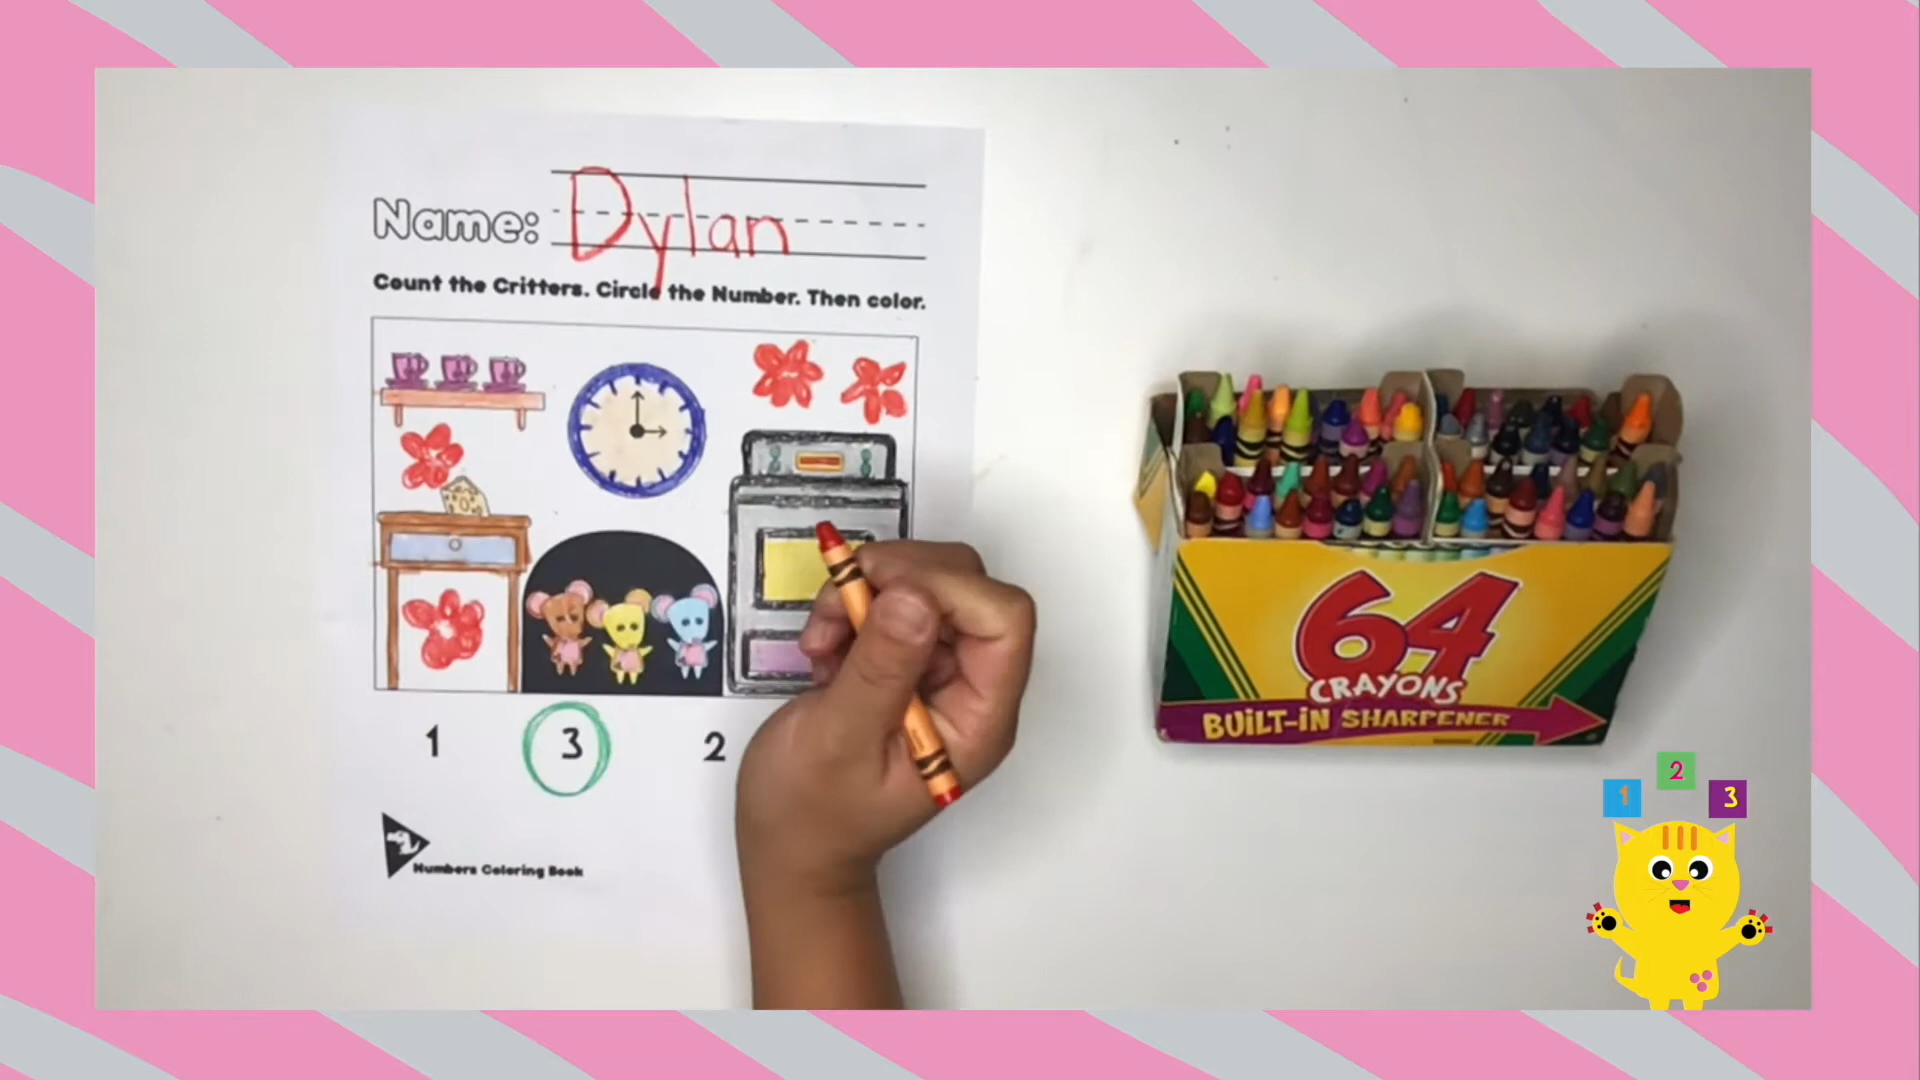 Name: Dylan
Count the Critters. Circle the Number. Then color.
1 3 2
Numbers Coloring Book
64
CRAYONS
BUILT-IN SHARPENER
1 2 3